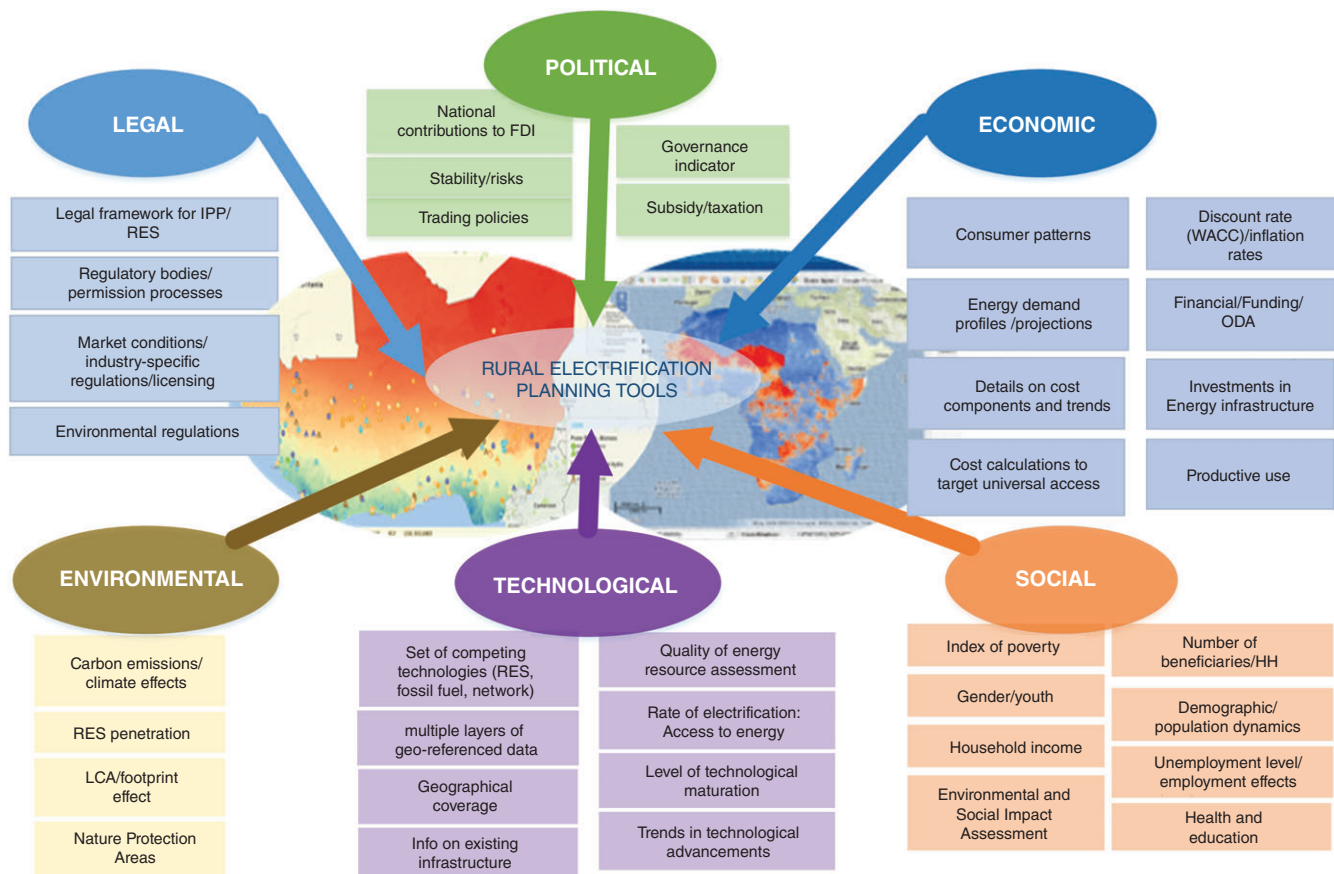 POLITICAL
National
contributions to FDI
Stability/risks
Trading policies
Governance
indicator
Subsidy/taxation
LEGAL
Legal framework for IPP/
RES
Regulatory bodies/
permission processes
Market conditions/
industry-specific
regulations/licensing
Environmental regulations
ECONOMIC
Consumer patterns
Energy demand
profiles /projections
Details on cost
components and trends
Cost calculations to
target universal access
Discount rate
(WACC)/inflation
rates
Financial/Funding/
ODA
Investments in
Energy infrastructure
Productive use
RURAL ELECTRIFICATION
PLANNING TOOLS
ENVIRONMENTAL
Carbon emissions/
climate effects
RES penetration
LCA/footprint
effect
Nature Protection
Areas
TECHNOLOGICAL
Set of competing
technologies (RES,
fossil fuel, network)
multiple layers of
geo-referenced data
Geographical
coverage
Info on existing
infrastructure
Quality of energy
resource assessment
Rate of electrification:
Access to energy
Level of technological
maturation
Trends in technological
advancements
SOCIAL
Index of poverty
Gender/youth
Household income
Environmental and
Social Impact
Assessment
Number of
beneficiaries/HH
Demographic/
population dynamics
Unemployment level/
employment effects
Health and
education